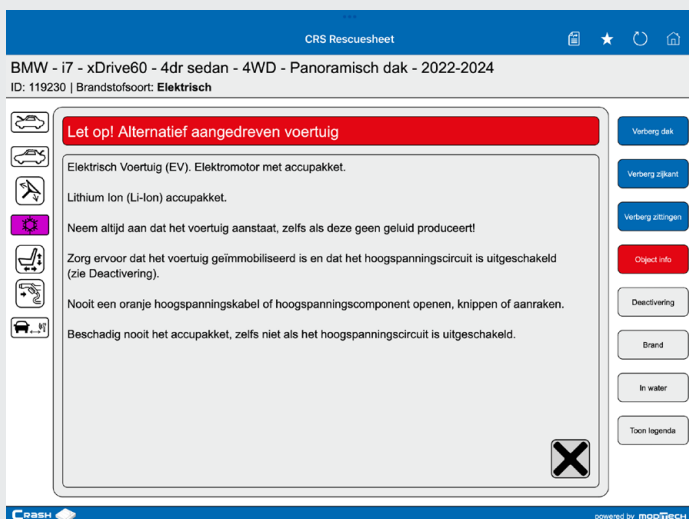 CRS Rescuesheet
BMW - i7 - xDrive60 - 4dr sedan - 4WD - Panoramisch dak - 2022-2024
ID: 119230 | Brandstofsoort: Elektrisch
Let op! Alternatief aangedreven voertuig
Elektrisch Voertuig (EV). Elektromotor met accupakket.
Lithium Ion (Li-Ion) accupakket.
Neem altijd aan dat het voertuig aanstaat, zelfs als deze geen geluid produceert!
Zorg ervoor dat het voertuig geïmmobiliseerd is en dat het hoogspanningscircuit is uitgeschakeld
(zie Deactivering).
Nooit een oranje hoogspanningskabel of hoogspanningscomponent openen, knippen of aanraken.
Beschadig nooit het accupakket, zelfs niet als het hoogspanningscircuit is uitgeschakeld.
Verberg dak
Verberg zijkant
Verberg zittingen
Object info
Deactivering
Brand
In water
Toon legenda
CRASH
powered by MODITECH